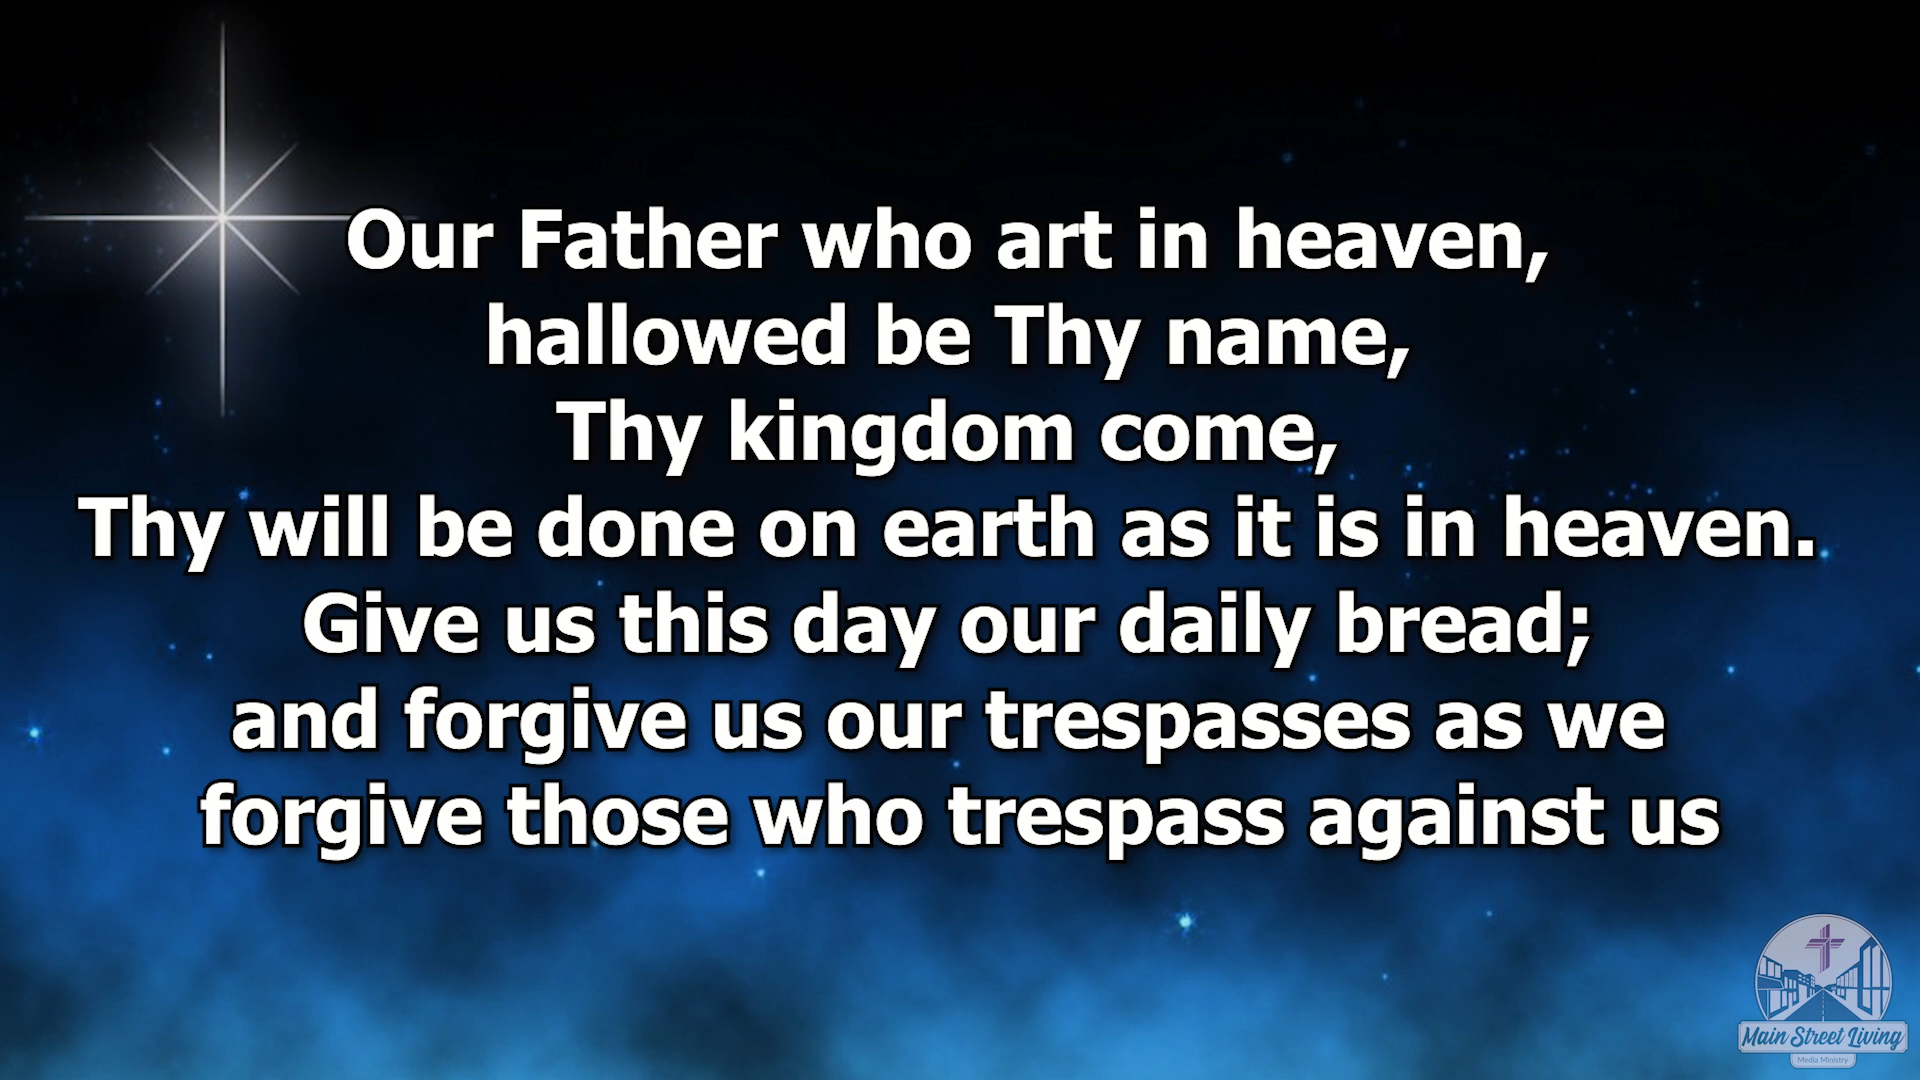 Our Father who art in heaven,
hallowed be Thy name,
Thy kingdom come,
Thy will be done on earth as it is in heaven.
Give us this day our daily bread;
and forgive us our trespasses as we
forgive those who trespass against us
Main Street Living
Media Ministry